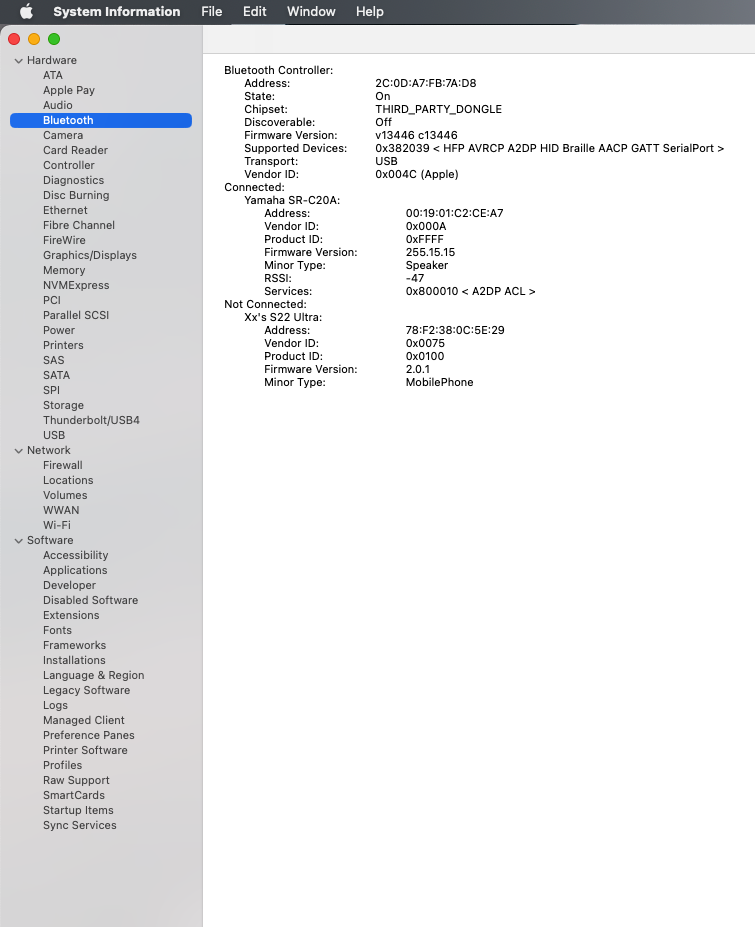 System Information File Edit Window Help
Hardware
ATA
Apple Pay
Audio
Bluetooth
Camera
Card Reader
Controller
Diagnostics
Disc Burning
Ethernet
Fibre Channel
FireWire
Graphics/Displays
Memory
NVMExpress
PCI
Parallel SCSI
Power
Printers
SAS
SATA
SPI
Storage
Thunderbolt/USB4
USB
Network
Firewall
Locations
Volumes
WWAN
Wi-Fi
Software
Accessibility
Applications
Developer
Disabled Software
Extensions
Fonts
Frameworks
Installations
Language & Region
Legacy Software
Logs
Managed Client
Preference Panes
Printer Software
Profiles
Raw Support
SmartCards
Startup Items
Sync Services
Bluetooth Controller:
Address: 2C:0D:A7:FB:7A:D8
State: On
Chipset: THIRD_PARTY_DONGLE
Discoverable: Off
Firmware Version: v13446 c13446
Supported Devices: 0x382039 < HFP AVRCP A2DP HID Braille AACP GATT SerialPort >
Transport: USB
Vendor ID: 0x004C (Apple)
Connected:
Yamaha SR-C20A:
Address: 00:19:01:C2:CE:A7
Vendor ID: 0x000A
Product ID: 0xFFFF
Firmware Version: 255.15.15
Minor Type: Speaker
RSSI: -47
Services: 0x800010 < A2DP ACL >
Not Connected:
Xx's S22 Ultra:
Address: 78:F2:38:0C:5E:29
Vendor ID: 0x0075
Product ID: 0x0100
Firmware Version: 2.0.1
Minor Type: MobilePhone